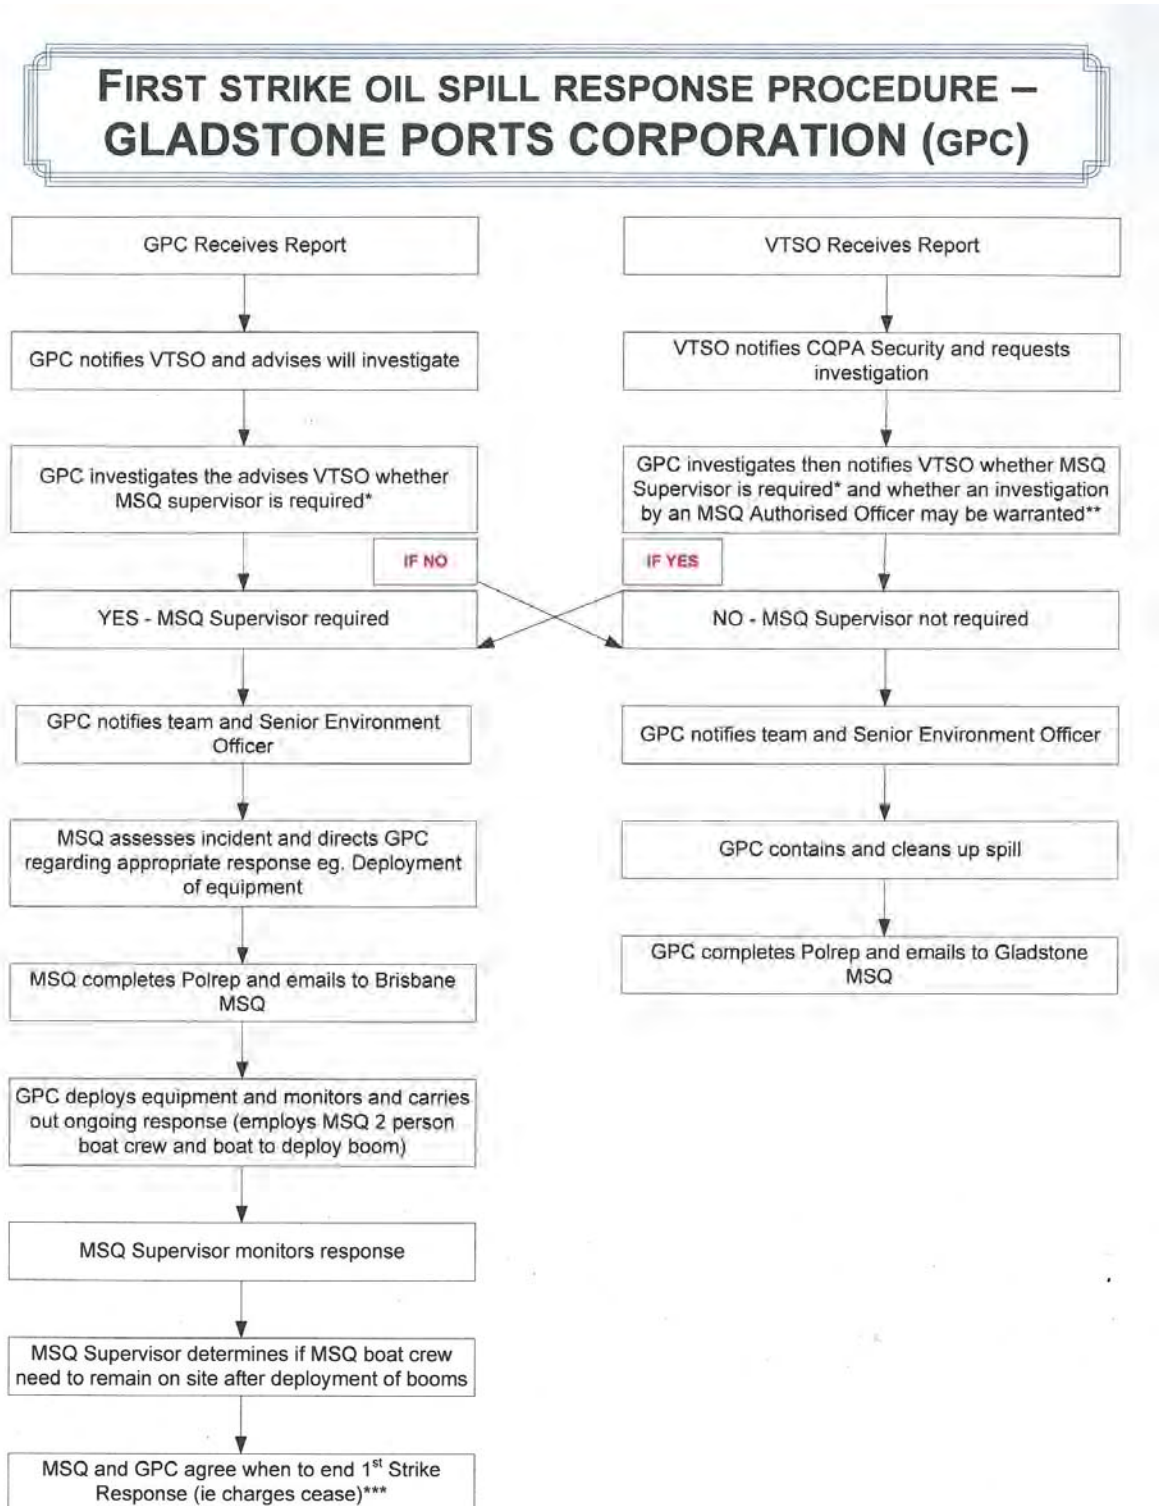 FIRST STRIKE OIL SPILL RESPONSE PROCEDURE –
GLADSTONE PORTS CORPORATION (GPC)
GPC Receives Report
GPC notifies VTSO and advises will investigate
GPC investigates the advises VTSO whether
MSQ supervisor is required*
IF NO
YES - MSQ Supervisor required
GPC notifies team and Senior Environment
Officer
MSQ assesses incident and directs GPC
regarding appropriate response eg. Deployment
of equipment
MSQ completes Polrep and emails to Brisbane
MSQ
GPC deploys equipment and monitors and carries
out ongoing response (employs MSQ 2 person
boat crew and boat to deploy boom)
MSQ Supervisor monitors response
MSQ Supervisor determines if MSQ boat crew
need to remain on site after deployment of booms
MSQ and GPC agree when to end 1st Strike
Response (ie charges cease)***
VTSO Receives Report
VTSO notifies CQPA Security and requests
investigation
GPC investigates then notifies VTSO whether MSQ
Supervisor is required* and whether an investigation
by an MSQ Authorised Officer may be warranted**
IF YES
NO - MSQ Supervisor not required
GPC notifies team and Senior Environment Officer
GPC contains and cleans up spill
GPC completes Polrep and emails to Gladstone
MSQ